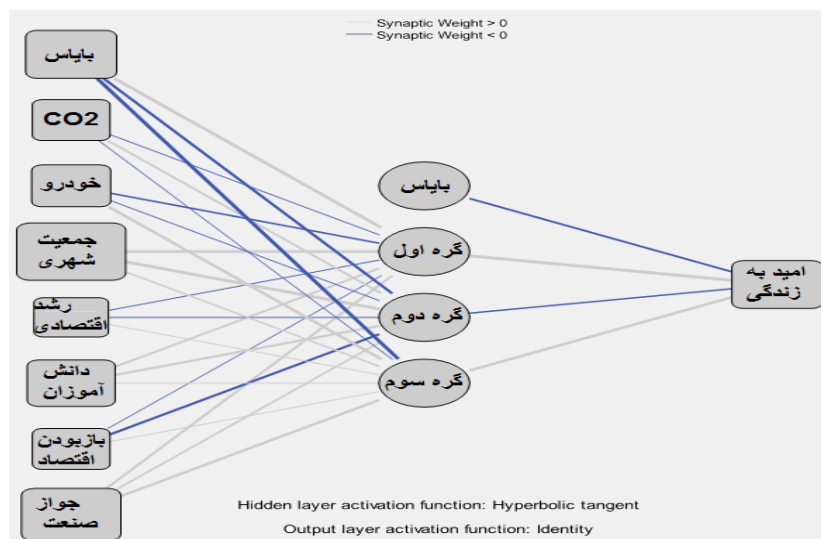 Synaptic Weight > 0
Synaptic Weight < 0
بایاس
CO2
خودرو
جمعیت
شهری
رشد
اقتصادی
دانش
آموزان
بازبودن
اقتصاد
جواز
صنعت
بایاس
گره اول
گره دوم
گره سوم
امید به
زندگی
Hidden layer activation function: Hyperbolic tangent
Output layer activation function: Identity